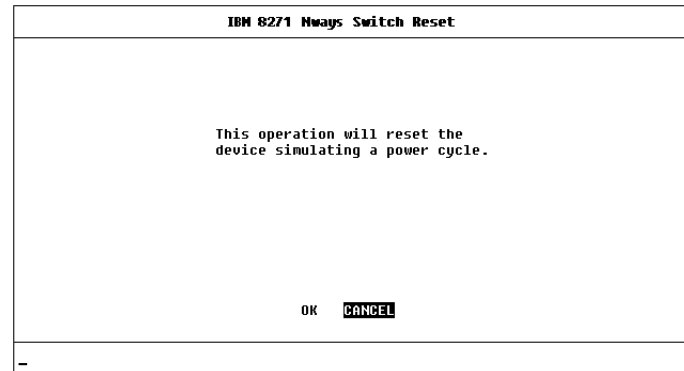 IBM 8271 Nways Switch Reset
This operation will reset the
device simulating a power cycle.
OK CANCEL